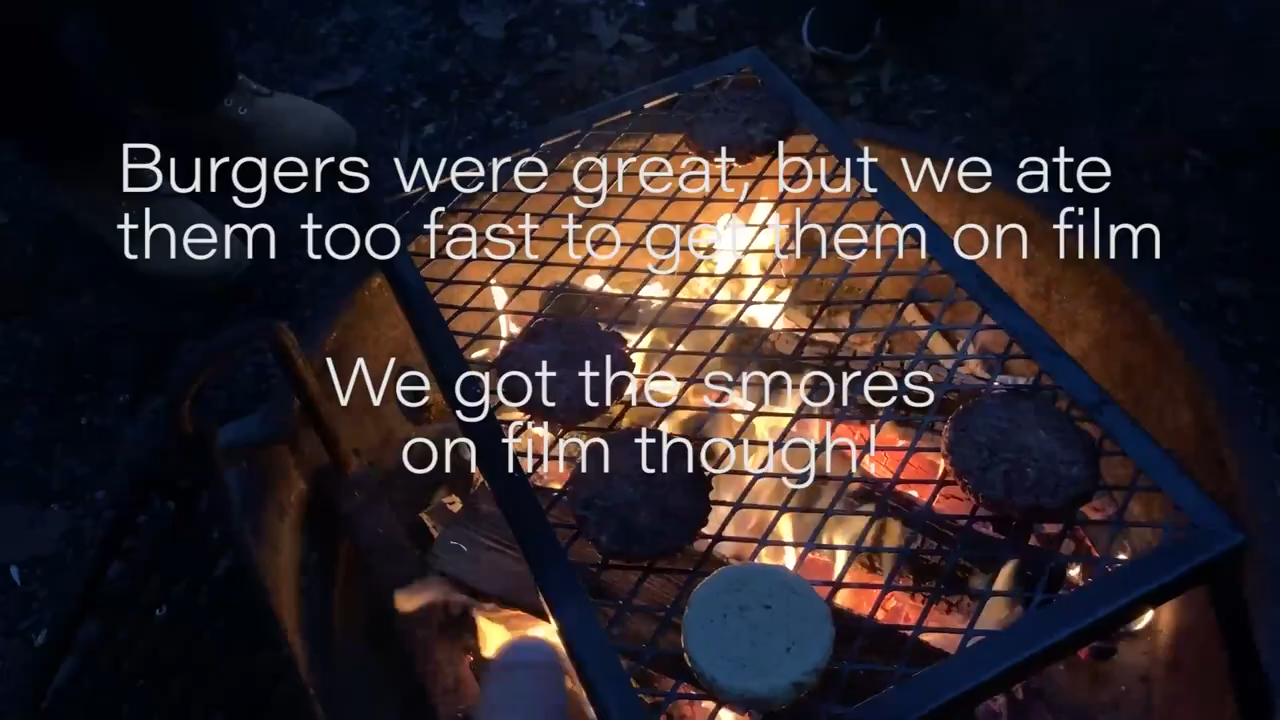 Burgers were great, but we ate
them too fast to get them on film
We got the smores
on film though!